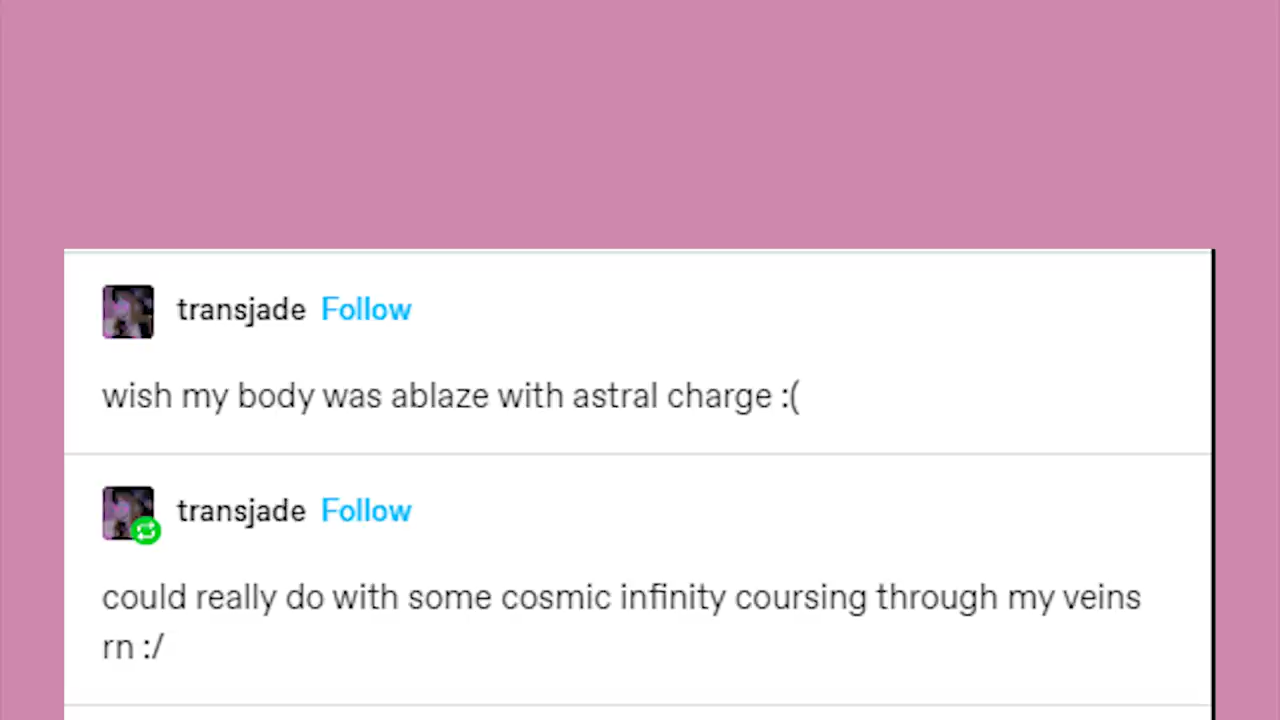 transjade Follow
wish my body was ablaze with astral charge :(
transjade Follow
could really do with some cosmic infinity coursing through my veins
rn :/